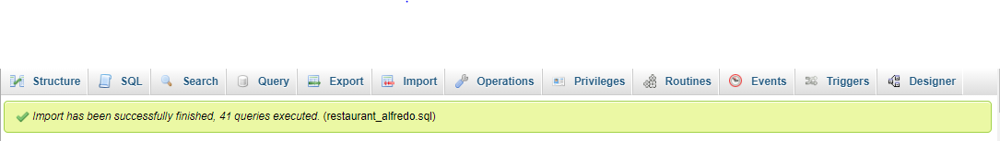 Structure SQL Search Query Export Import Operations Privileges Routines Events Triggers Designer
Import has been successfully finished, 41 queries executed. (restaurant_alfredo.sql)